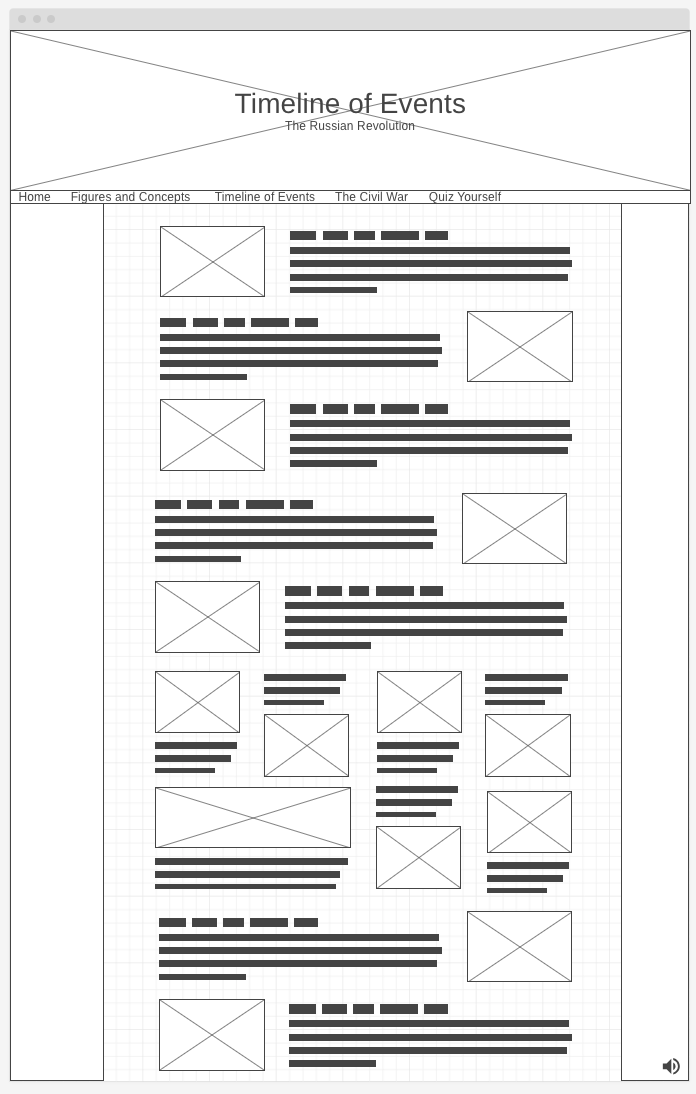 Timeline of Events
The Russian Revolution
Home Figures and Concepts Timeline of Events The Civil War Quiz Yourself